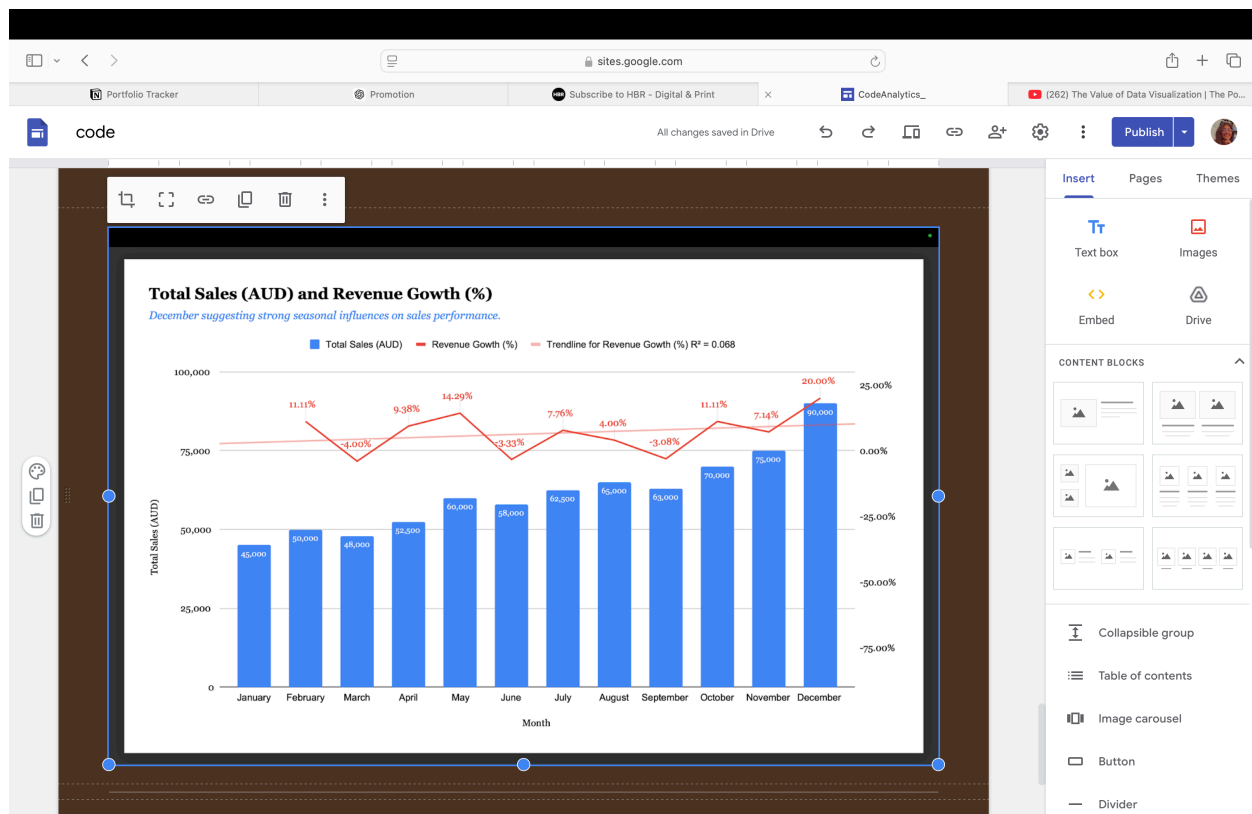 sites.google.com
Portfolio Tracker
Promotion
HBR
Subscribe to HBR - Digital & Print
CodeAnalytics_
(262) The Value of Data Visualization | The Po...
code
All changes saved in Drive
Publish
Insert
Pages
Themes
Tт
Text box
Images
Embed
Drive
CONTENT BLOCKS
Collapsible group
Table of contents
Image carousel
Button
Divider
Total Sales (AUD) and Revenue Gowth (%)
December suggesting strong seasonal influences on sales performance.
Total Sales (AUD)
Revenue Gowth (%)
Trendline for Revenue Gowth (%) R² = 0.068
100,000
75,000
50,000
25,000
0
Total Sales (AUD)
25.00%
0.00%
-25.00%
-50.00%
-75.00%
11.11%
-4.00%
9.38%
14.29%
-3.33%
7.76%
4.00%
-3.08%
11.11%
7.14%
20.00%
45,000
50,000
48,000
52,500
60,000
58,000
62,500
65,000
63,000
70,000
75,000
90,000
January
February
March
April
May
June
July
August
September
October
November
December
Month